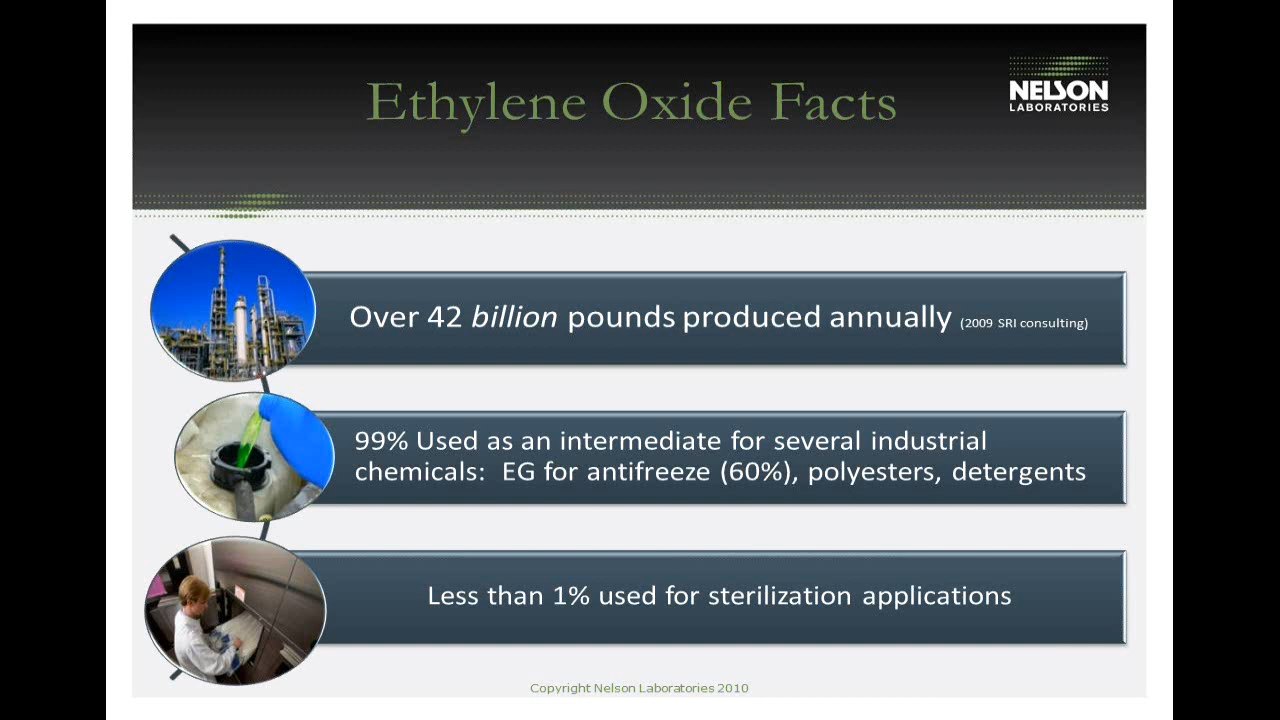 Ethylene Oxide Facts
NELSON
LABORATORIES
Over 42 billion pounds produced annually (2009 SRI consulting)
99% Used as an intermediate for several industrial
chemicals:  EG for antifreeze (60%), polyesters, detergents
Less than 1% used for sterilization applications
Copyright Nelson Laboratories 2010